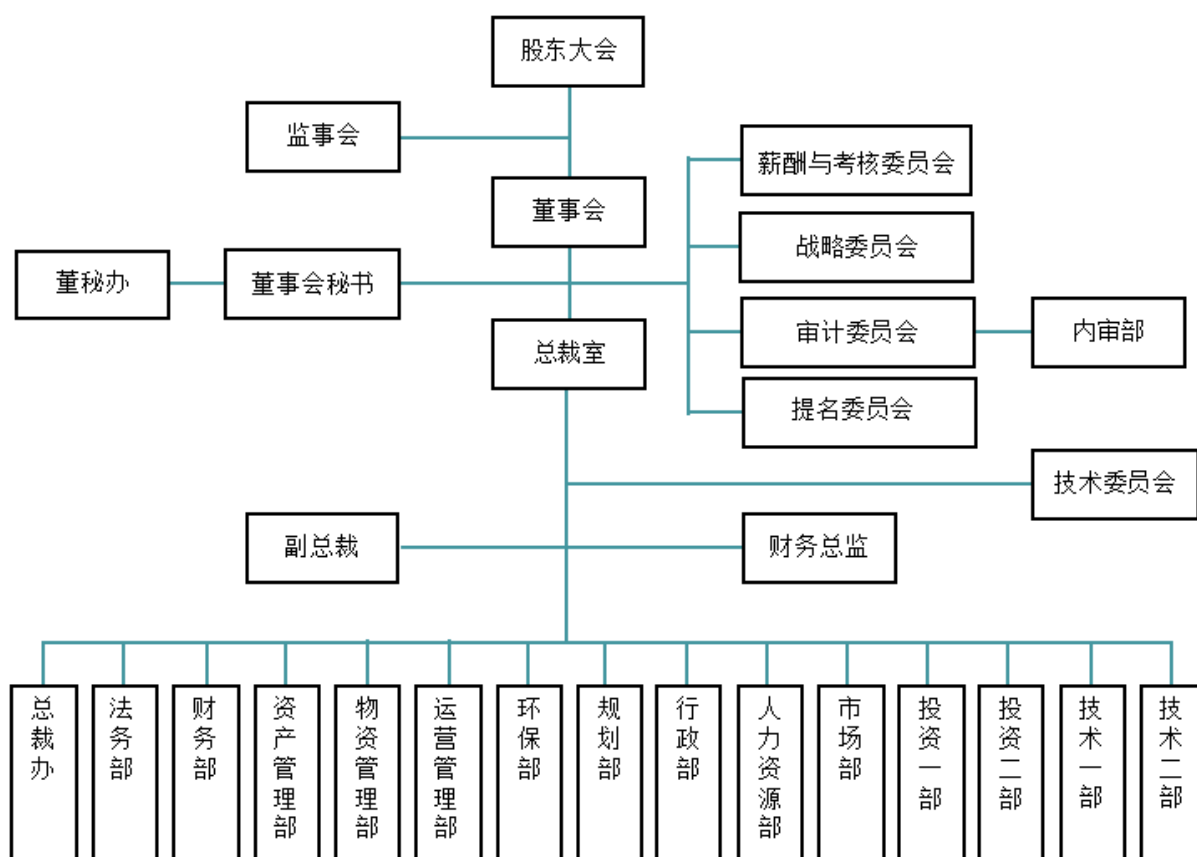 股东大会
监事会
薪酬与考核委员会
董事会
战略委员会
董秘办
董事会秘书
审计委员会
内审部
总裁室
提名委员会
技术委员会
副总裁
财务总监
总裁办
法务部
财务部
资产管理部
物资管理部
运营管理部
环保部
规划部
行政部
人力资源部
市场部
投资一部
投资二部
技术一部
技术二部